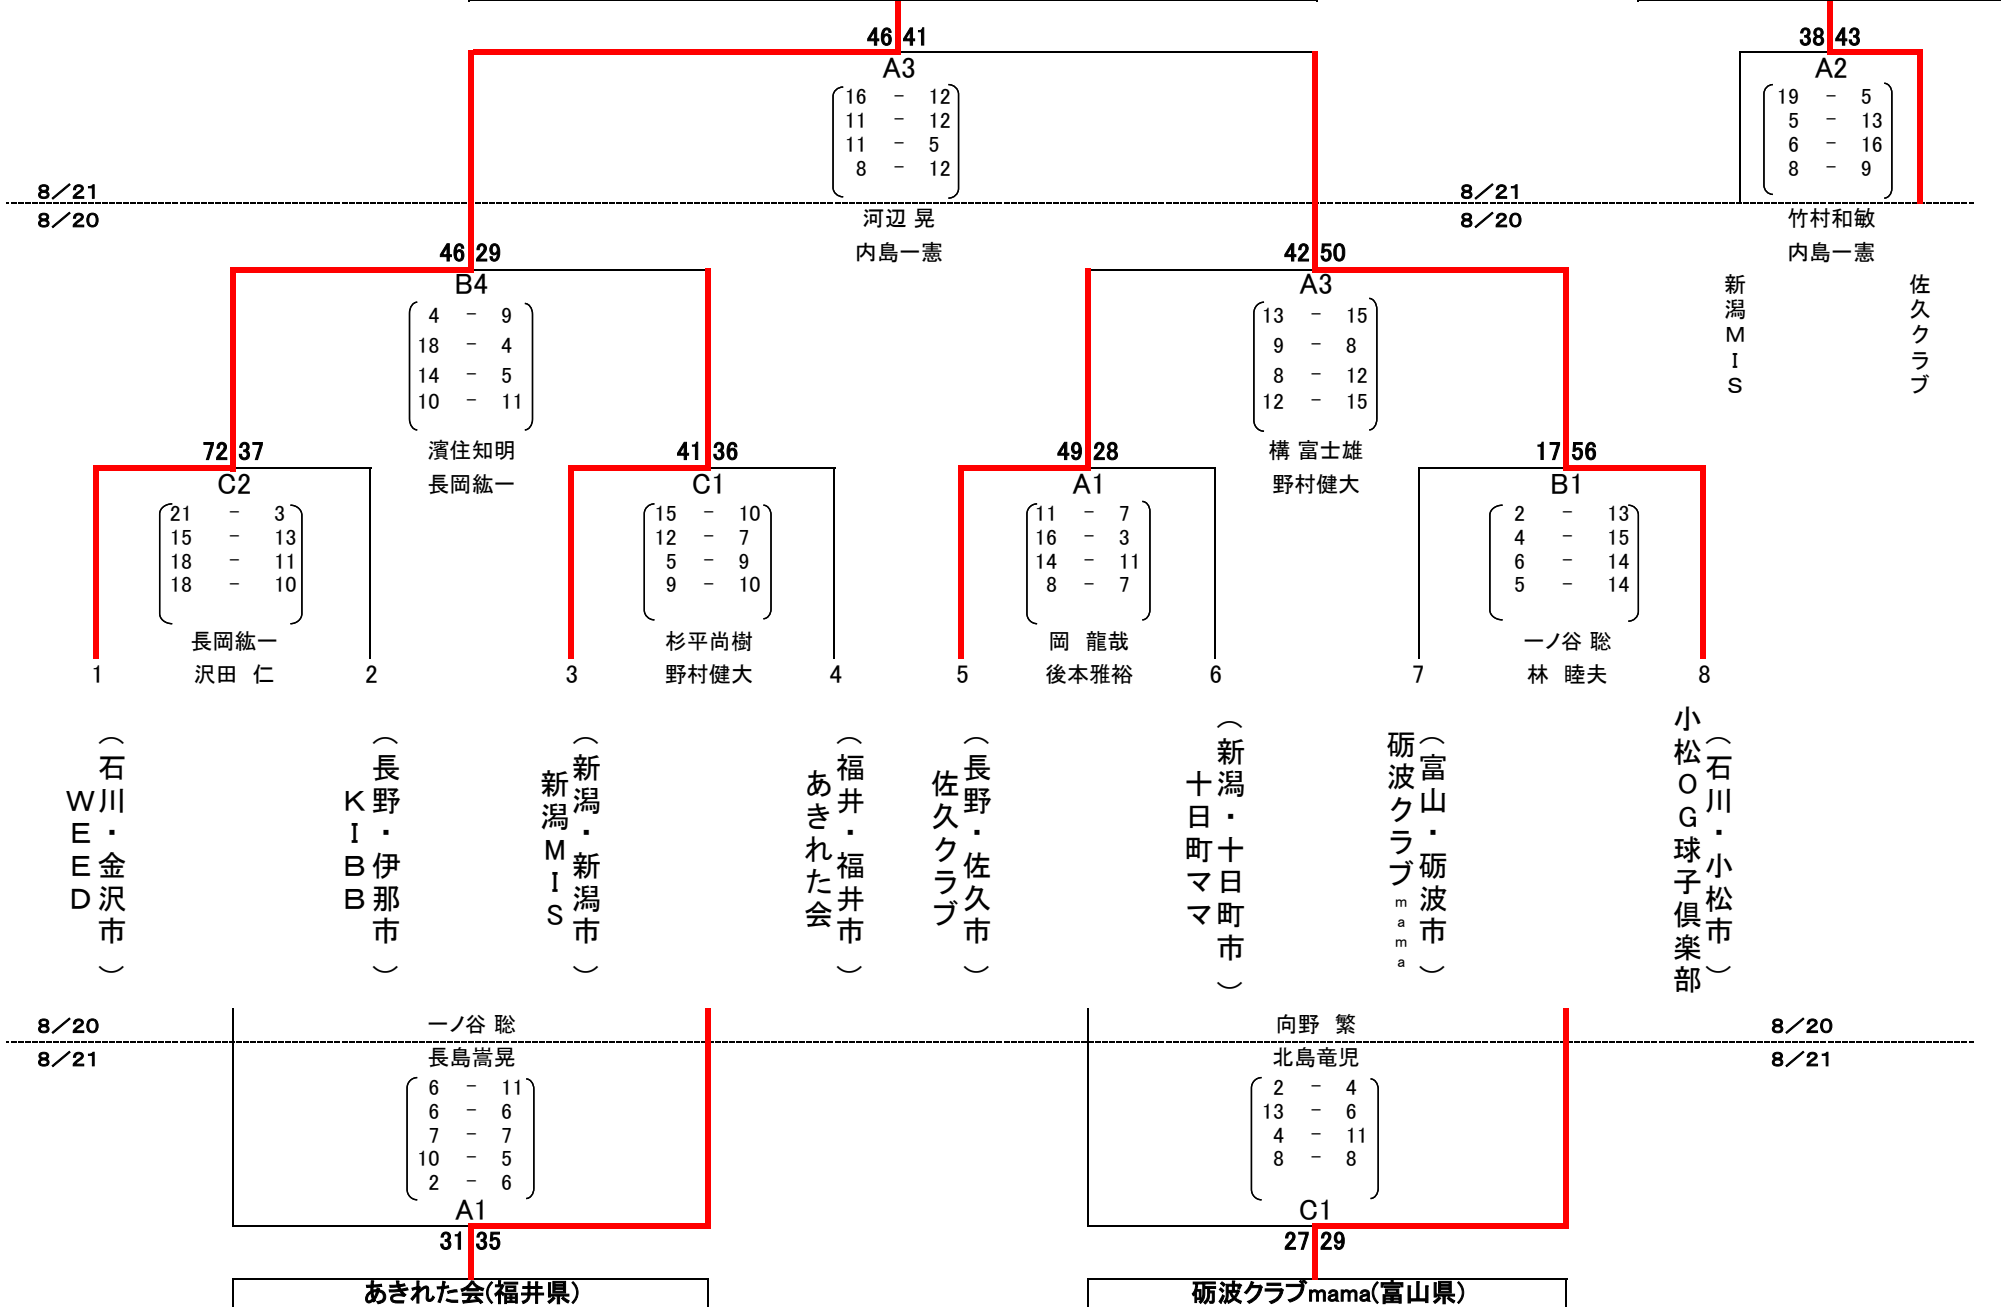 46 41
A3
16 - 12
11 - 12
11 - 5
8 - 12
河辺 晃
内島一憲
38 43
A2
19 - 5
5 - 13
6 - 16
8 - 9
竹村和敏
内島一憲
新潟MIS
佐久クラブ
8/21
8/20
8/21
8/20
46 29
B4
4 - 9
18 - 4
14 - 5
10 - 11
濱住知明
長岡紘一
42 50
A3
13 - 15
9 - 8
8 - 12
12 - 15
構 富士雄
野村健大
72 37
C2
21 - 3
15 - 13
18 - 11
18 - 10
長岡紘一
沢田 仁
41 36
C1
15 - 10
12 - 7
5 - 9
9 - 10
杉平尚樹
野村健大
49 28
A1
11 - 7
16 - 3
14 - 11
8 - 7
岡 龍哉
後本雅裕
17 56
B1
2 - 13
4 - 15
6 - 14
5 - 14
一ノ谷 聡
林 睦夫
1
2
3
4
5
6
7
8
WEED
(石川・金沢市)
KIBB
(長野・伊那市)
新潟MIS
(新潟・新潟市)
あきれた会
(福井・福井市)
佐久クラブ
(長野・佐久市)
十日町ママ
(新潟・十日町市)
砺波クラブmama
(富山・砺波市)
小松OG球子倶楽部
(石川・小松市)
8/20
8/21
8/20
8/21
一ノ谷 聡
長島嵩晃
6 - 11
6 - 6
7 - 7
10 - 5
2 - 6
A1
31 35
あきれた会(福井県)
向野 繁
北島竜児
2 - 4
13 - 6
4 - 11
8 - 8
C1
27 29
砺波クラブmama(富山県)